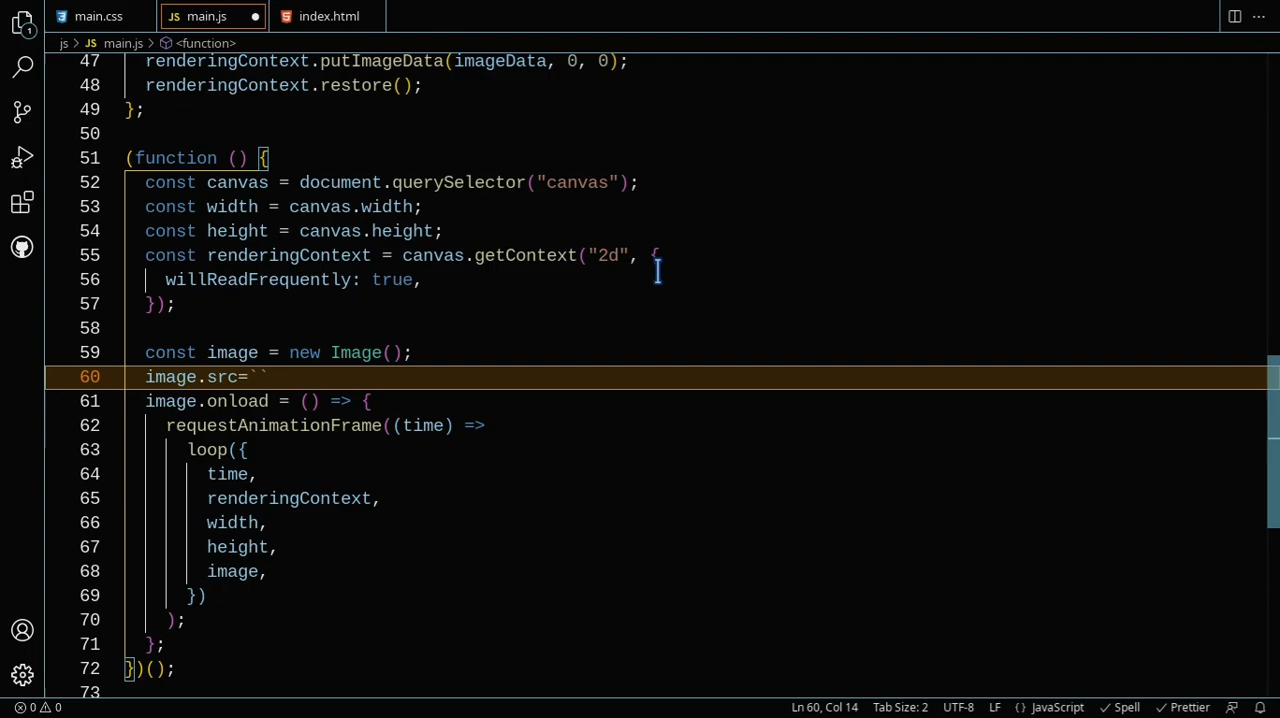 main.css
JS main.js
index.html
js > JS main.js > <function>
47 renderingContext.putImageData(imageData, 0, 0);
48 renderingContext.restore();
49 };
50
51 (function () {
52 const canvas = document.querySelector("canvas");
53 const width = canvas.width;
54 const height = canvas.height;
55 const renderingContext = canvas.getContext("2d", {
56 willReadFrequently: true,
57 });
58
59 const image = new Image();
60 image.src=``
61 image.onload = () => {
62 requestAnimationFrame((time) =>
63 loop({
64 time,
65 renderingContext,
66 width,
67 height,
68 image,
69 })
70 );
71 };
72 })();
73
1
0 0 Ln 60, Col 14 Tab Size: 2 UTF-8 LF {} JavaScript Spell Prettier